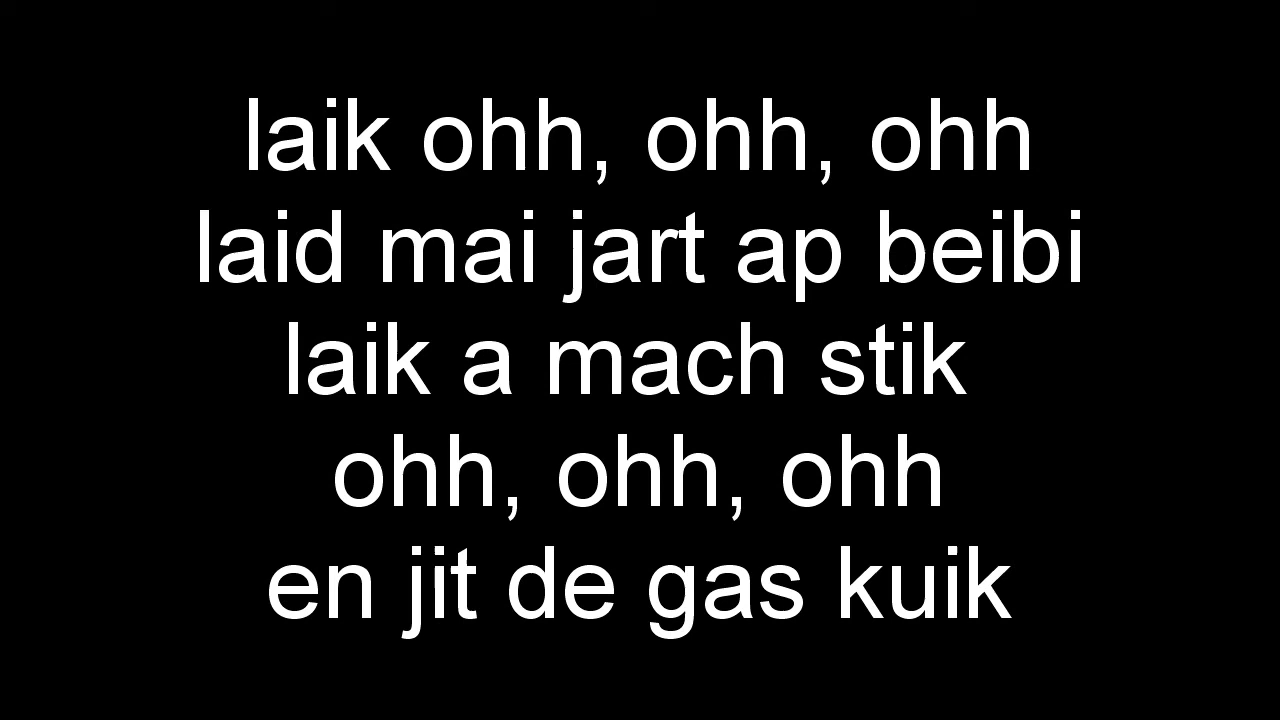 laik ohh, ohh, ohh
laid mai jart ap beibi
laik a mach stik
ohh, ohh, ohh
en jit de gas kuik